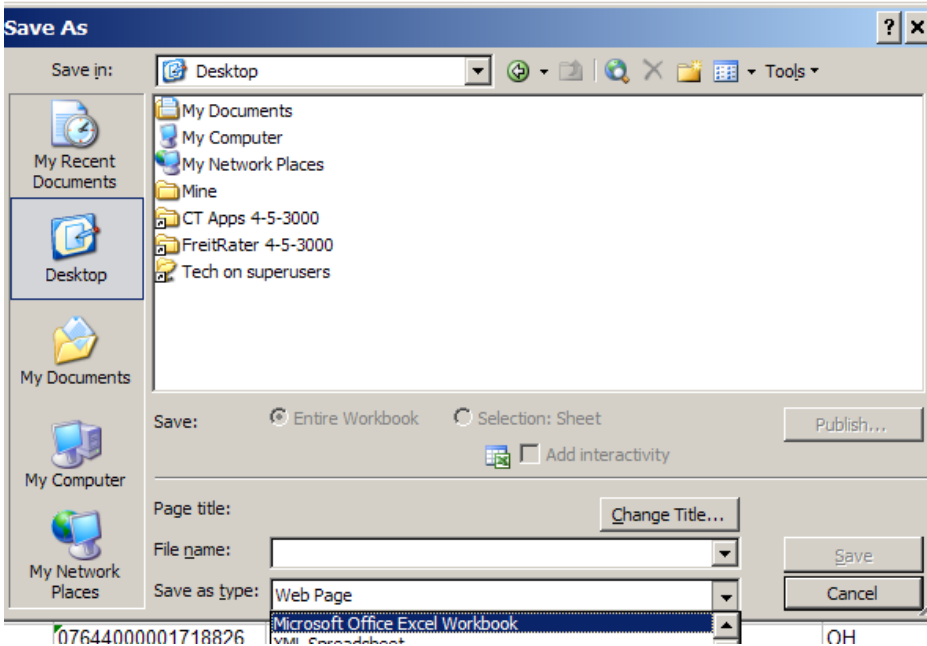 Save As
Save in: Desktop Tools
My Documents
My Computer
My Network Places
Mine
CT Apps 4-5-3000
FreitRater 4-5-3000
Tech on superusers
My Recent
Documents
Desktop
My Documents
My Computer
My Network
Places
Save: Entire Workbook Selection: Sheet Publish...
Add interactivity
Page title: Change Title...
File name: Save
Save as type: Web Page Cancel
Microsoft Office Excel Workbook
XML Spreadsheet
07644000001718826 OH